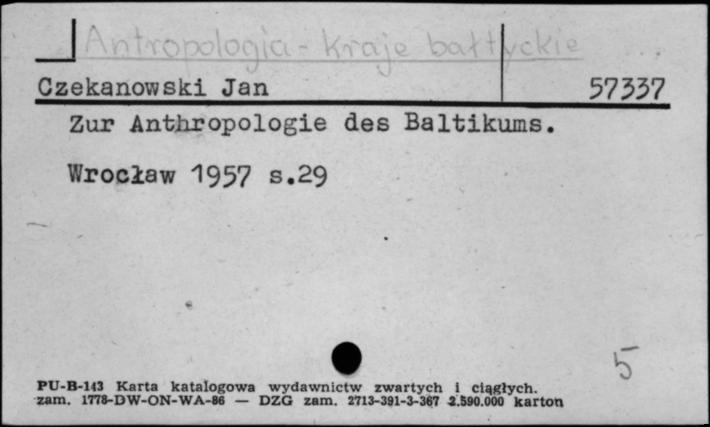 Antropologia - kraje bałtyckie
Czekanowski Jan 57337
Zur Anthropologie des Baltikums.
Wrocław 1957 s.29
5
PU-B-143 Karta katalogowa wydawnictw zwartych i ciągłych.
zam. 1778-DW-ON-WA-86 — DZG zam. 2713-391-3-367 2.590.000 karton